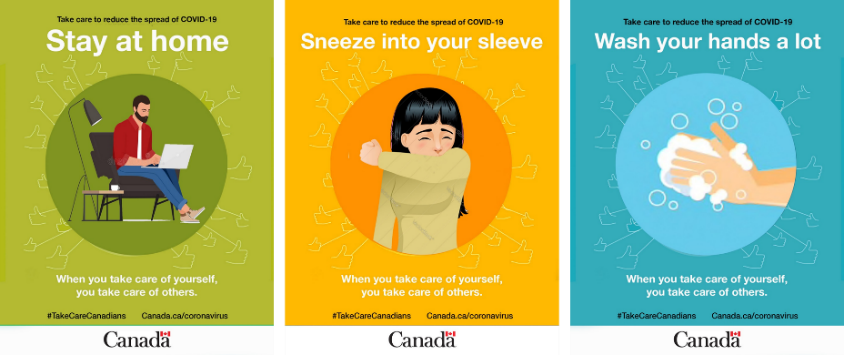 Take care to reduce the spread of COVID-19
Stay at home
When you take care of yourself,
you take care of others.
#TakeCareCanadians Canada.ca/coronavirus
Canada
Take care to reduce the spread of COVID-19
Sneeze into your sleeve
When you take care of yourself,
you take care of others.
#TakeCareCanadians Canada.ca/coronavirus
Canada
Take care to reduce the spread of COVID-19
Wash your hands a lot
When you take care of yourself,
you take care of others.
#TakeCareCanadians Canada.ca/coronavirus
Canada